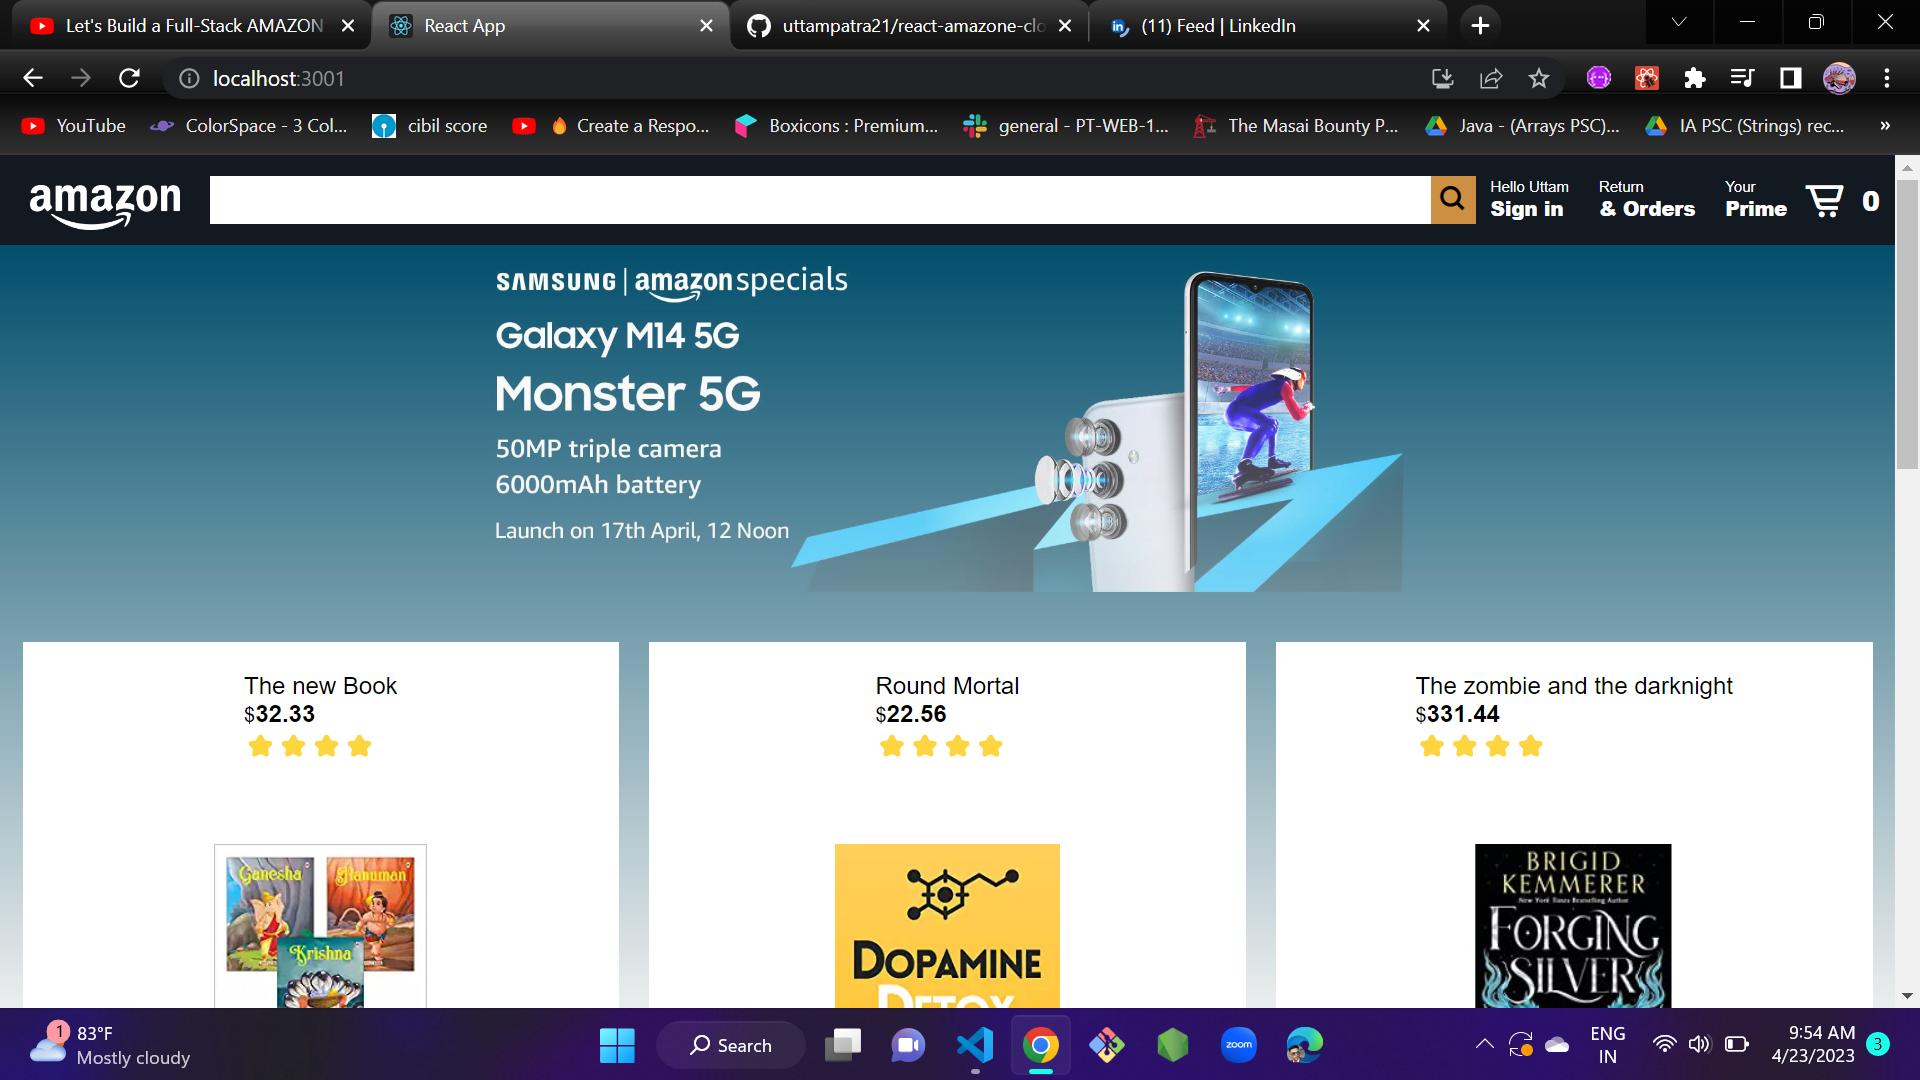 Let's Build a Full-Stack AMAZON
React App
uttampatra21/react-amazone-clo
(11) Feed | LinkedIn
localhost:3001
YouTube
ColorSpace - 3 Col...
cibil score
Create a Respo...
Boxicons : Premium...
general - PT-WEB-1...
The Masai Bounty P...
Java - (Arrays PSC)...
IA PSC (Strings) rec...
»
amazon
Hello Uttam
Sign in
Return
& Orders
Your
Prime
0
SAMSUNG | amazonspecials
Galaxy M14 5G
Monster 5G
50MP triple camera
6000mAh battery
Launch on 17th April, 12 Noon
The new Book
$32.33
Round Mortal
$22.56
The zombie and the darknight
$331.44
Ganesha
Hanuman
Krishna
DOPAMINE
DETOX
BRIGID
KEMMERER
New York Times Bestselling Author
FORGING
SILVER
1
83°F
Mostly cloudy
Search
zoom
ENG
IN
9:54 AM
4/23/2023
3